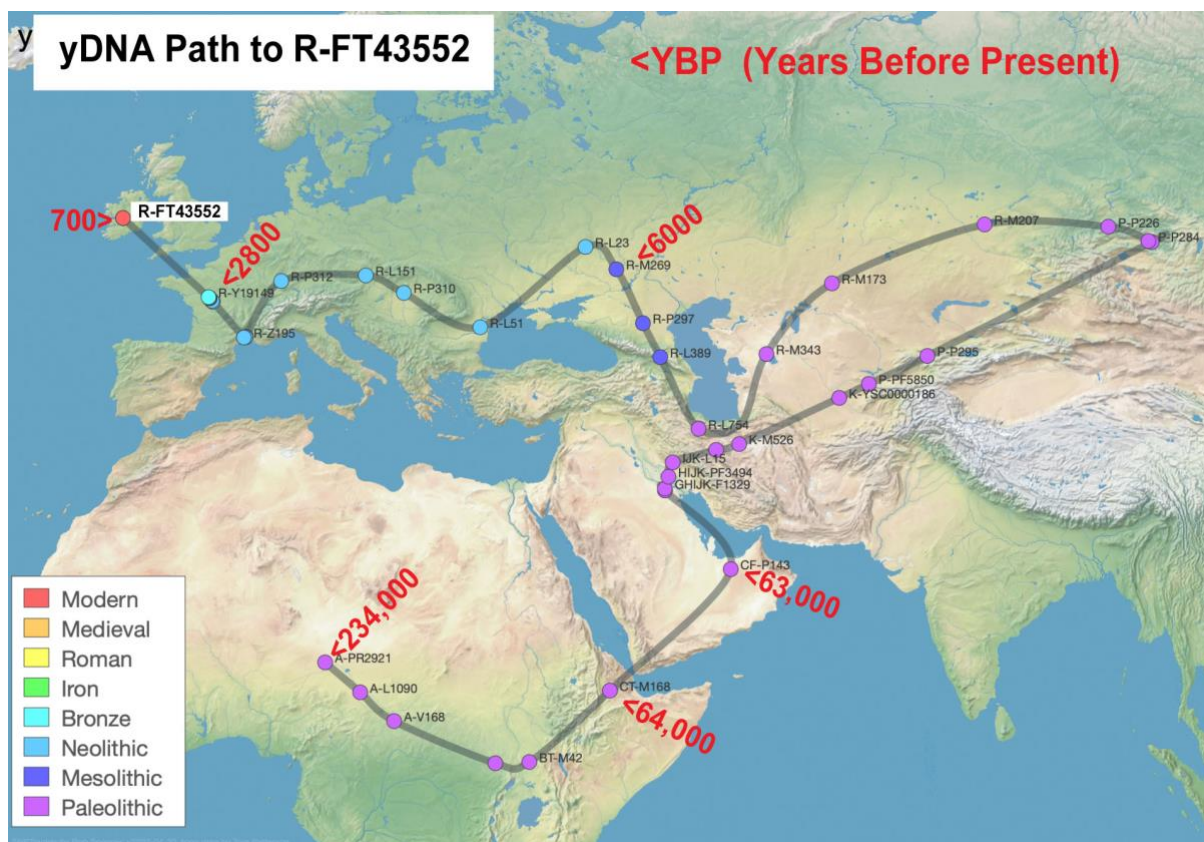 y
yDNA Path to R-FT43552
<YBP (Years Before Present)
700>
R-FT43552
<2800
R-Y19149
R-Z195
R-P312
R-L151
R-P310
R-L51
R-L23
<6000
R-M269
R-P297
R-L389
R-L754
R-M343
R-M173
R-M207
P-P226
P-P284
P-P295
P-PF5850
K-YSC0000186
K-M526
IJK-L15
HIJK-PF3494
GHIJK-F1329
CF-P143
<63,000
CT-M168
<64,000
BT-M42
A-V168
A-L1090
A-PR2921
<234,000
Modern
Medieval
Roman
Iron
Bronze
Neolithic
Mesolithic
Paleolithic